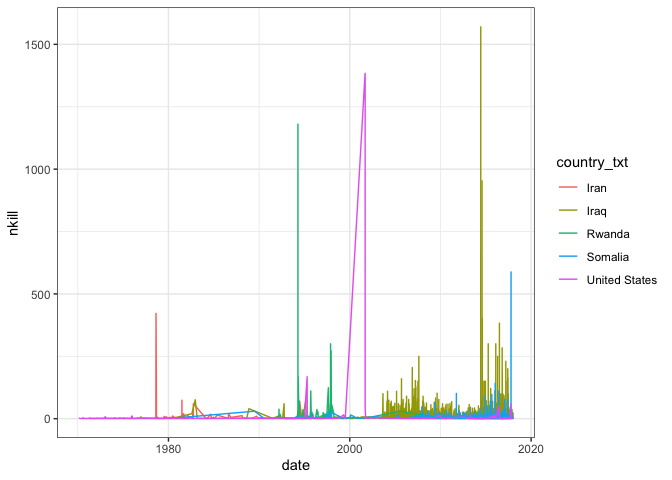 1500
1000
500
0
nkill
1980
2000
2020
date
country_txt
Iran
Iraq
Rwanda
Somalia
United States